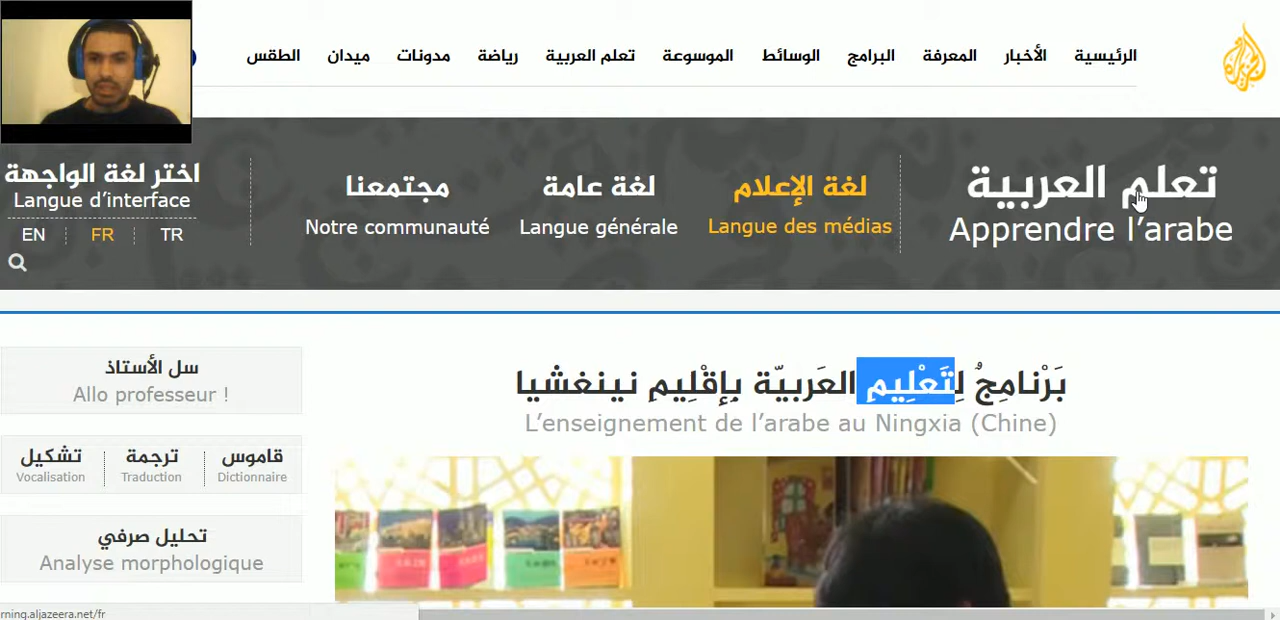 الرئيسية الأخبار المعرفة البرامج الوسائط الموسوعة تعلم العربية رياضة مدونات ميدان الطقس
الجزيرة
تعلم العربية
Apprendre l’arabe
لغة الإعلام
Langue des médias
لغة عامة
Langue générale
مجتمعنا
Notre communauté
اختر لغة الواجهة
Langue d’interface
EN FR TR
بَرْنامِجُ لِتَعْلِيمِ العَربيّة بِإقْلِيمِ نينغشيا
L’enseignement de l’arabe au Ningxia (Chine)
سل الأستاذ
Allo professeur !
قاموس ترجمة تشكيل
Dictionnaire Traduction Vocalisation
تحليل صرفي
Analyse morphologique
rning.aljazeera.net/fr